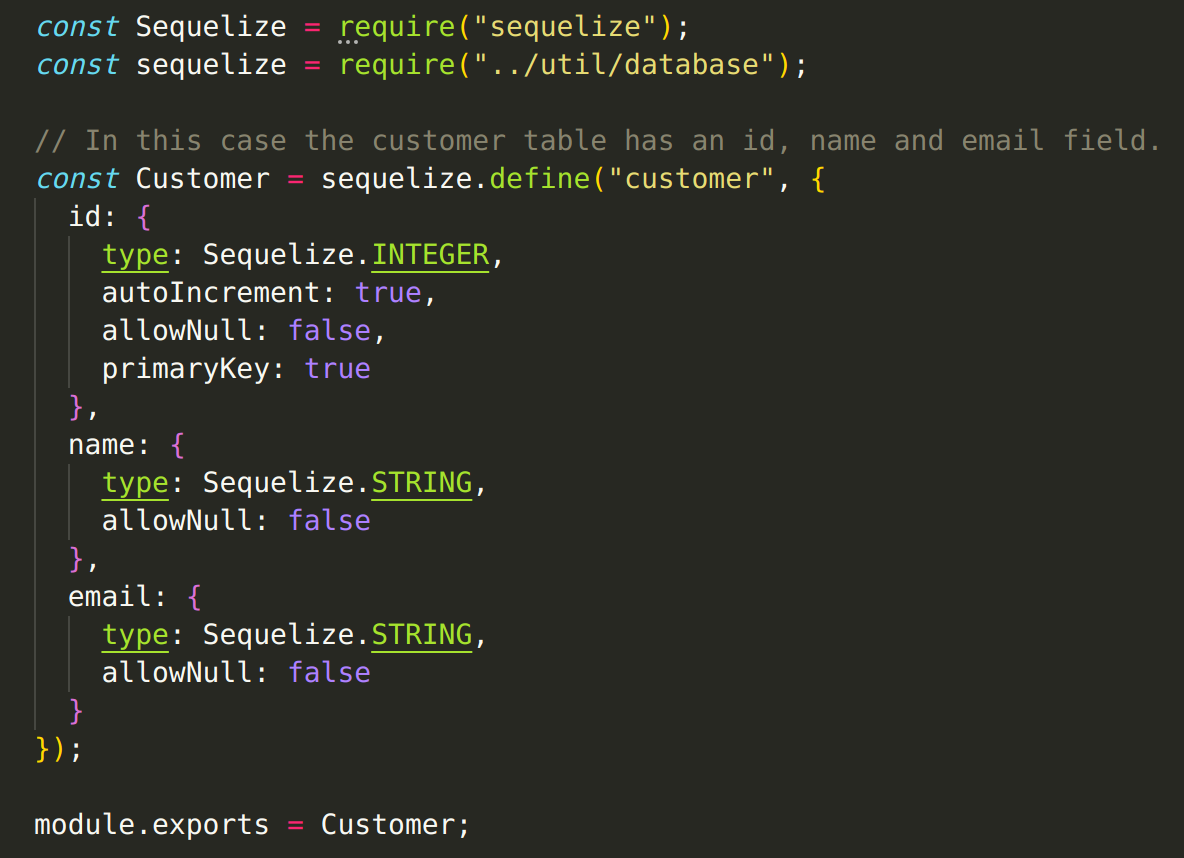 const Sequelize = require("sequelize");
const sequelize = require("../util/database");

// In this case the customer table has an id, name and email field.
const Customer = sequelize.define("customer", {
  id: {
    type: Sequelize.INTEGER,
    autoIncrement: true,
    allowNull: false,
    primaryKey: true
  },
  name: {
    type: Sequelize.STRING,
    allowNull: false
  },
  email: {
    type: Sequelize.STRING,
    allowNull: false
  }
});

module.exports = Customer;